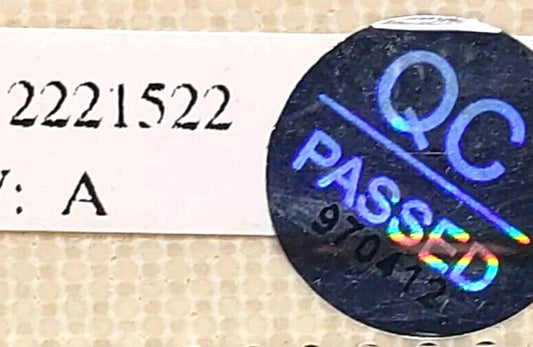 2221522
: A
QC
PASSED
970412